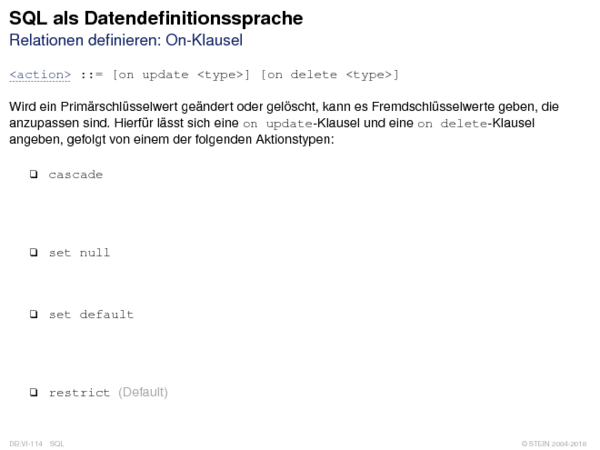 SQL als Datendefinitionssprache
Relationen definieren: On-Klausel
<action> ::= [on update <type>] [on delete <type>]
Wird ein Primärschlüsselwert geändert oder gelöscht, kann es Fremdschlüsselwerte geben, die
anzupassen sind. Hierfür lässt sich eine on update-Klausel und eine on delete-Klausel
angeben, gefolgt von einem der folgenden Aktionstypen:
❑ cascade
❑ set null
❑ set default
❑ restrict (Default)
DB:VI-114 SQL © STEIN 2004-2018